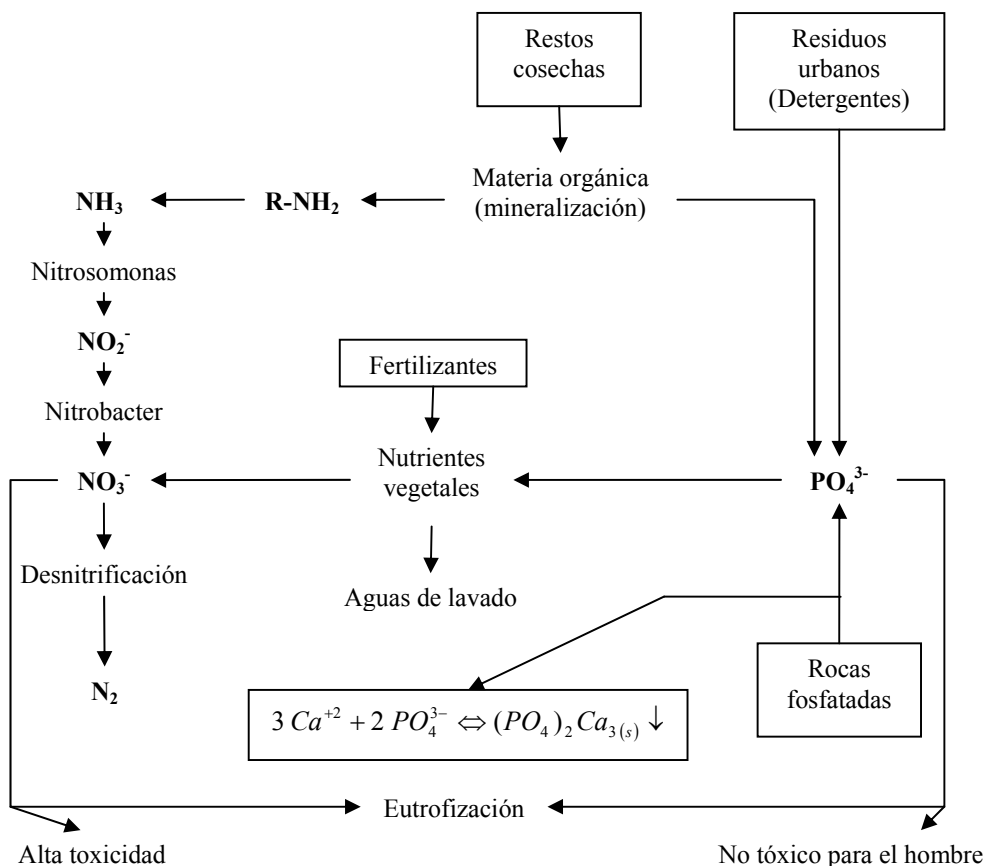 Restos
cosechas
Residuos
urbanos
(Detergentes)
Materia orgánica
(mineralización)
NH₃
R-NH₂
Nitrosomonas
NO₂⁻
Fertilizantes
Nitrobacter
Nutrientes
vegetales
NO₃⁻
PO₄³⁻
Desnitrificación
Aguas de lavado
N₂
Rocas
fosfatadas
3 Ca⁺² + 2 PO₄³⁻ ⇔ (PO₄)₂Ca₃₍ₛ₎ ↓
Eutrofización
Alta toxicidad
No tóxico para el hombre